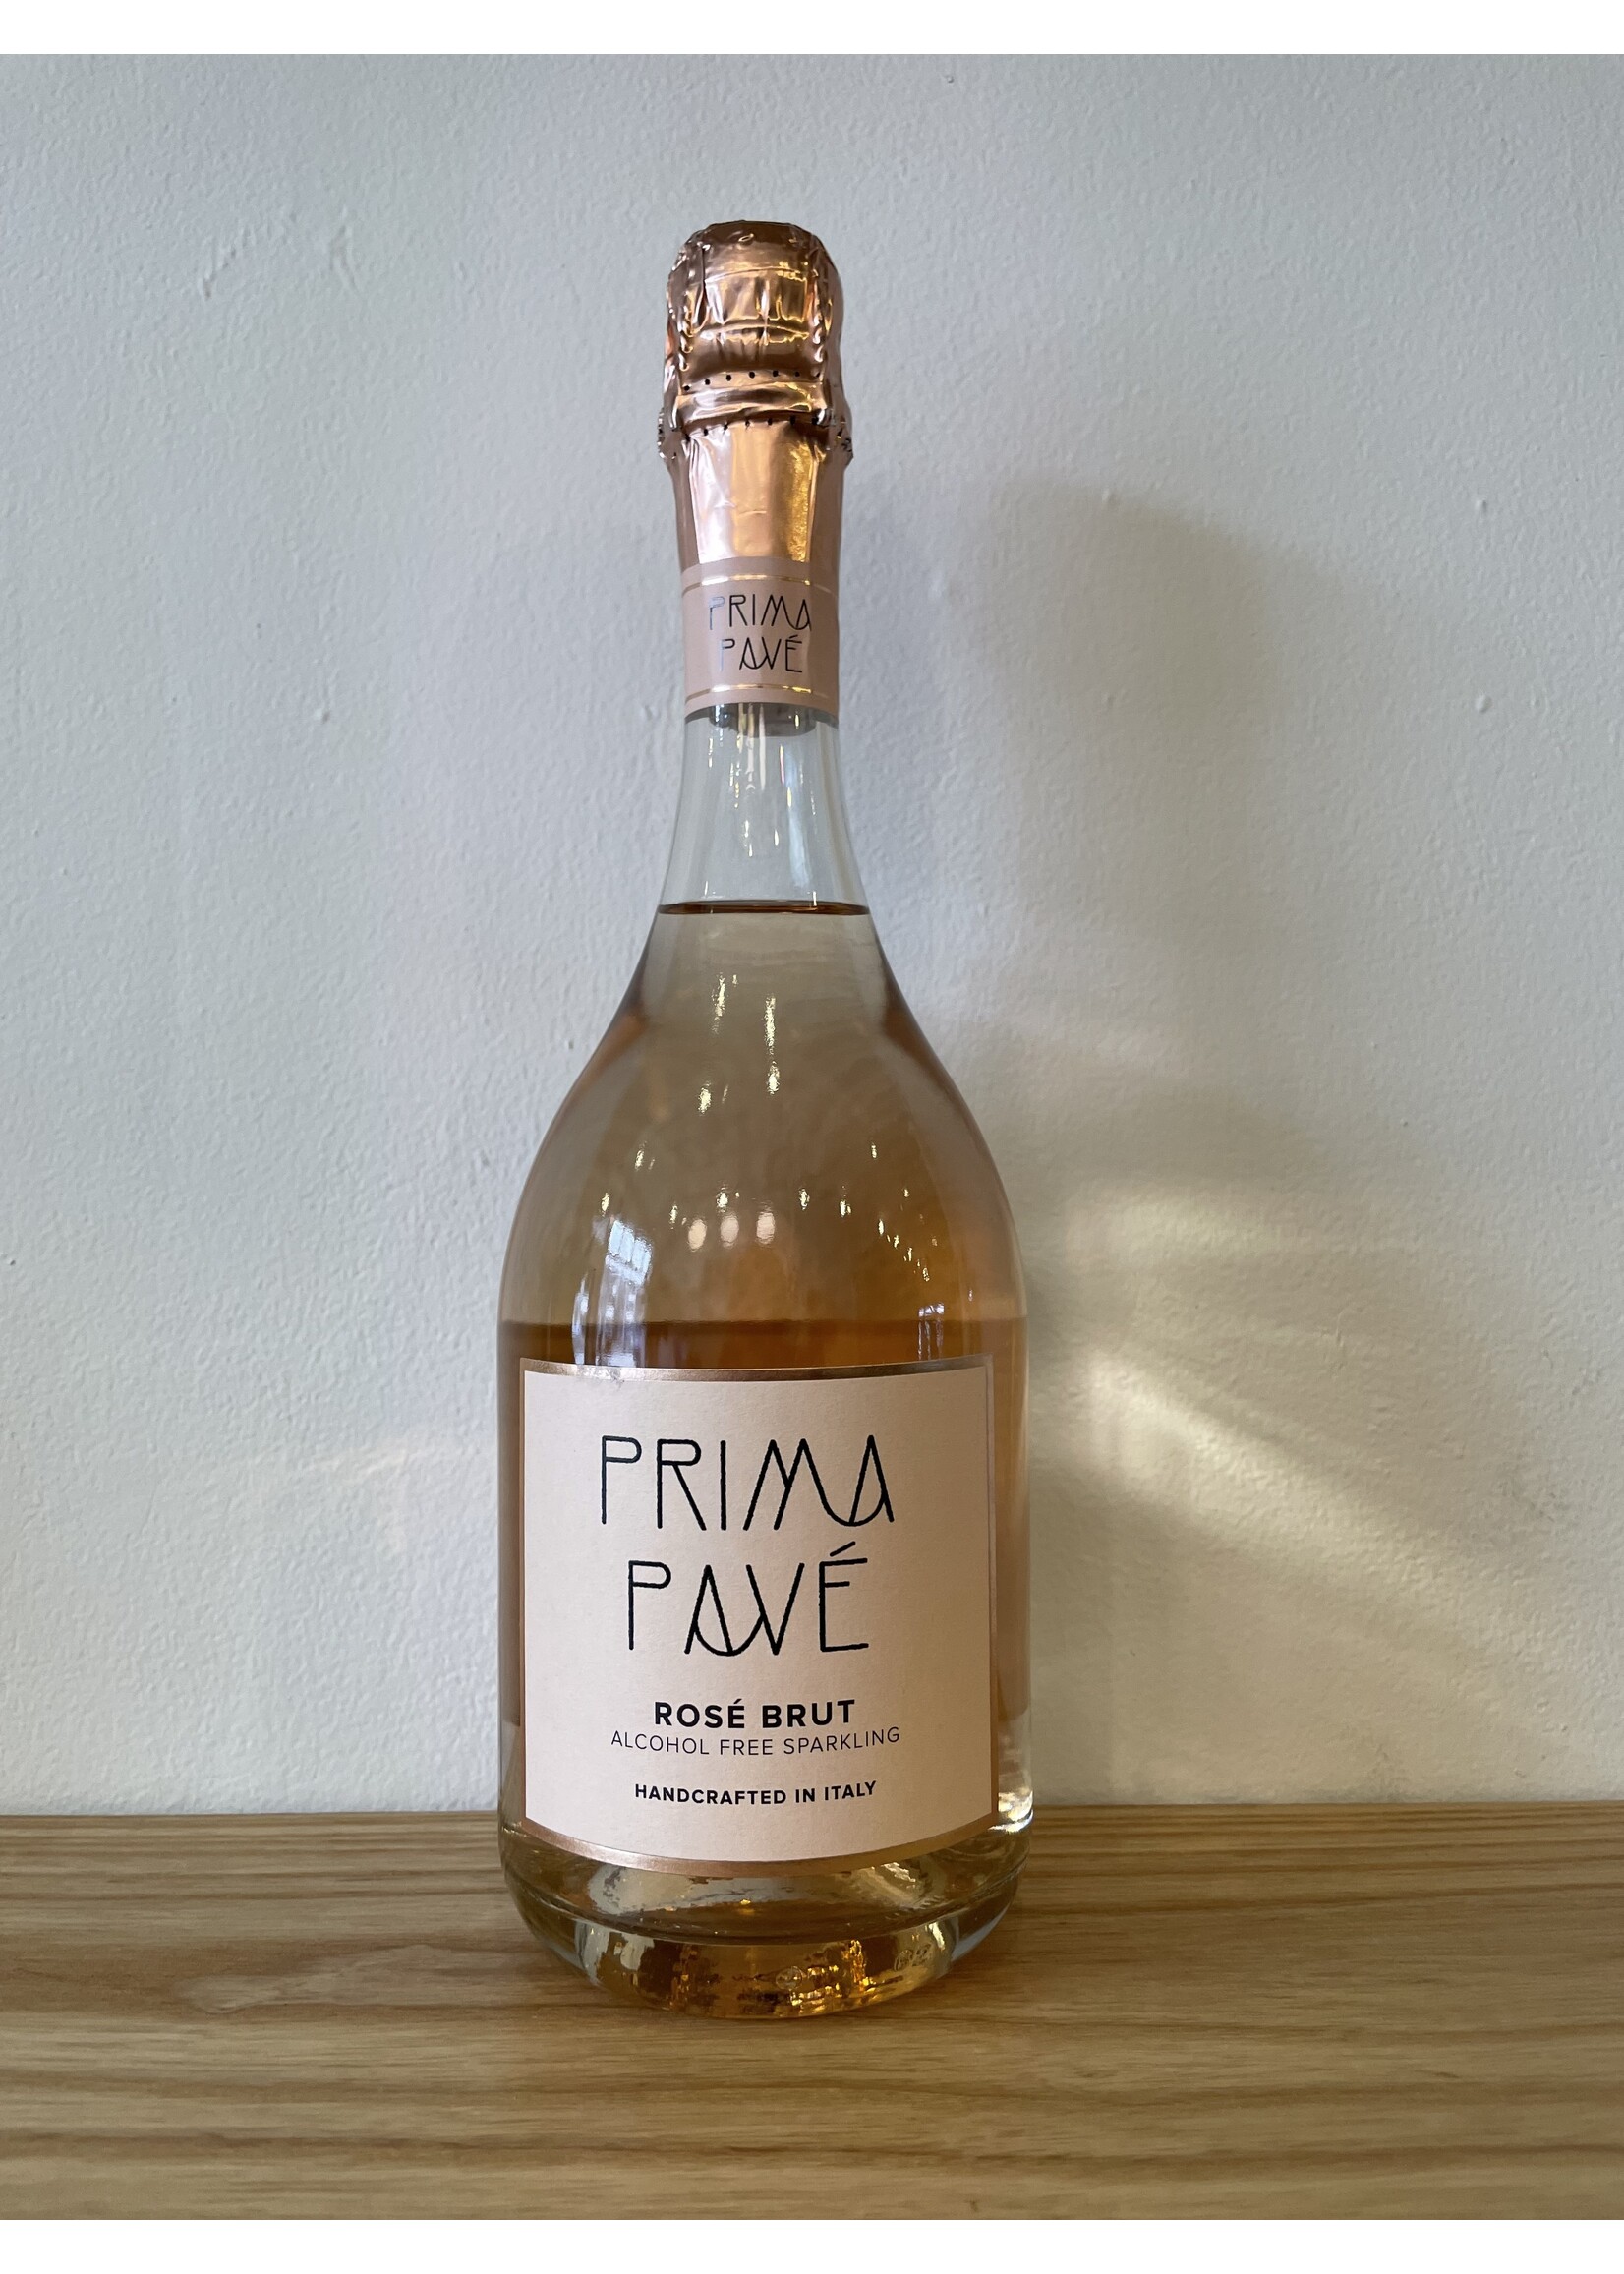 PRIMA
PAVÉ
PRIMA
PAVÉ
ROSÉ BRUT
ALCOHOL FREE SPARKLING
HANDCRAFTED IN ITALY